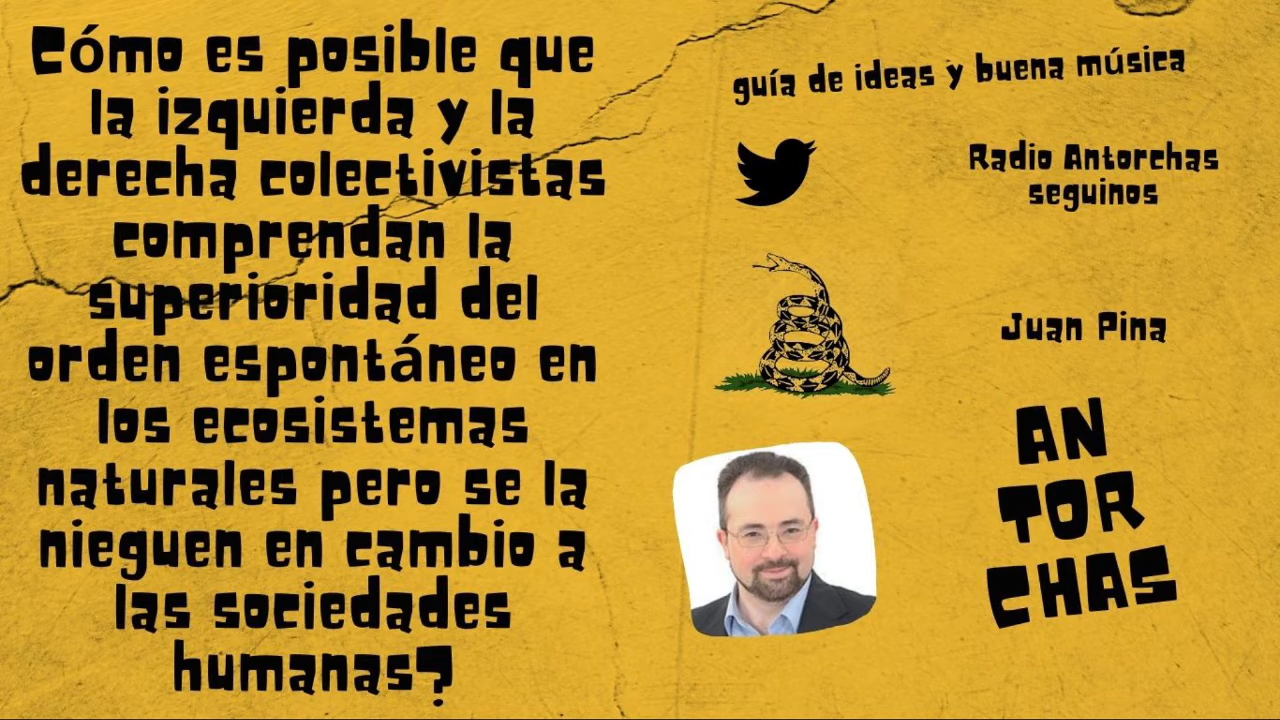 Cómo es posible que
la izquierda y la
derecha colectivistas
comprendan la
superioridad del
orden espontáneo en
los ecosistemas
naturales pero se la
nieguen en cambio a
las sociedades
humanas?
guía de ideas y buena música
Radio Antorchas
seguinos
Juan Pina
AN
TOR
CHAS